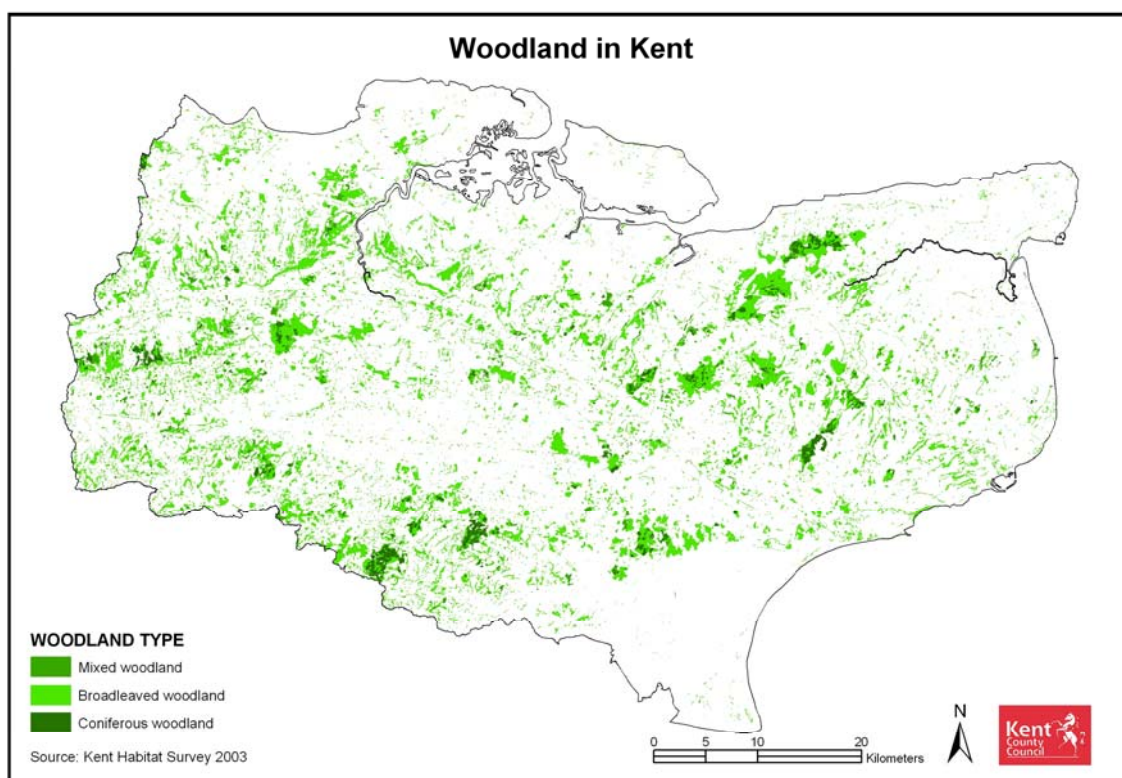 Woodland in Kent
WOODLAND TYPE
Mixed woodland
Broadleaved woodland
Coniferous woodland
Source: Kent Habitat Survey 2003
0 5 10 20
Kilometers
N
Kent
County
Council